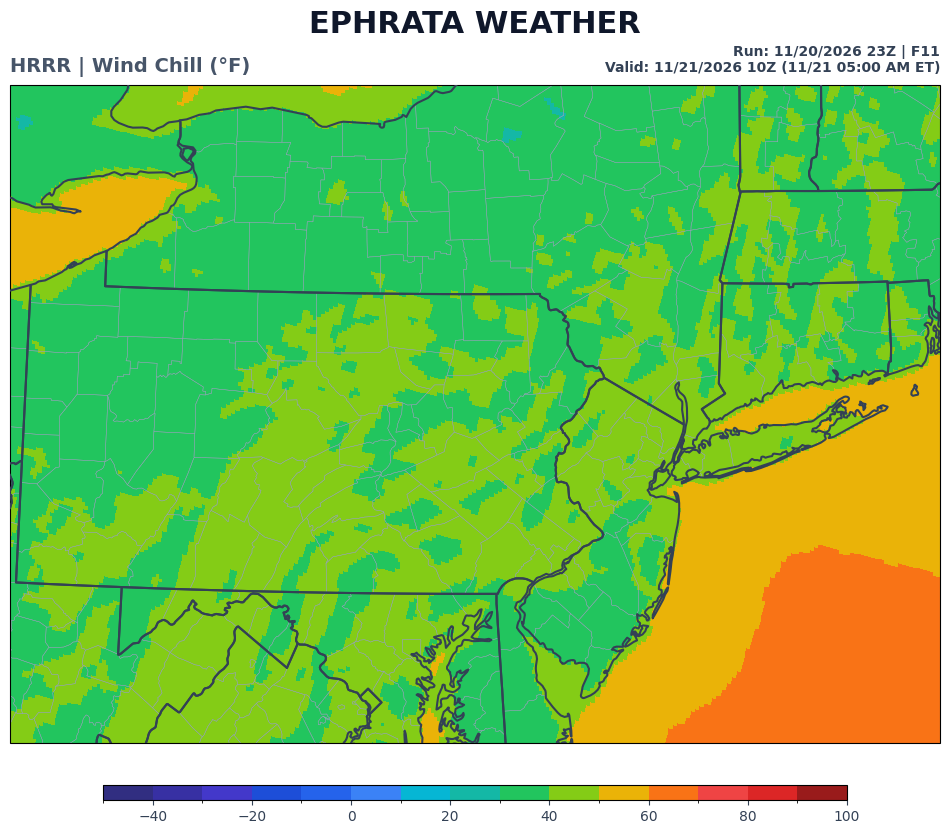 EPHRATA WEATHER
HRRR | Wind Chill (°F)
Run: 11/20/2026 23Z | F11
Valid: 11/21/2026 10Z (11/21 05:00 AM ET)
−40 −20 0 20 40 60 80 100